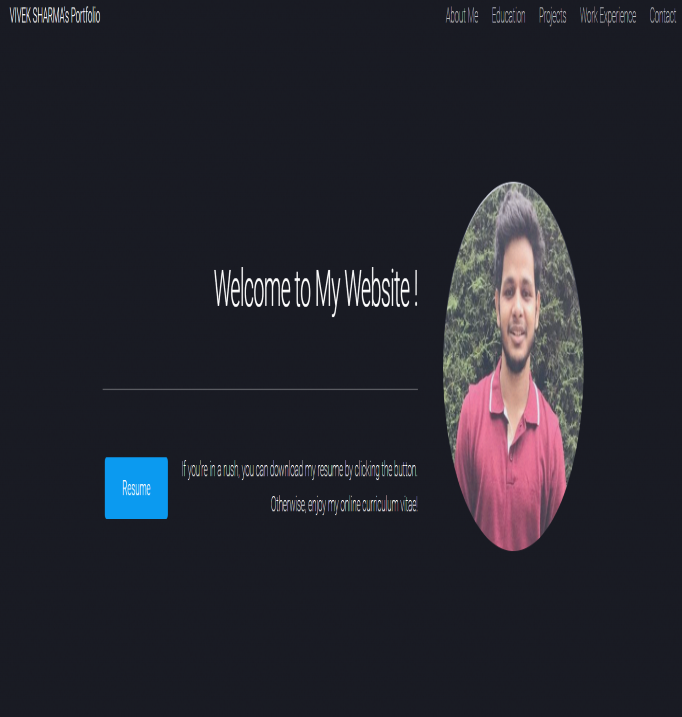 VIVEK SHARMA's Portfolio
About Me Education Projects Work Experience Contact
Welcome to My Website !
If you're in a rush, you can download my resume by clicking the button.
Resume
Otherwise, enjoy my online curriculum vitae!